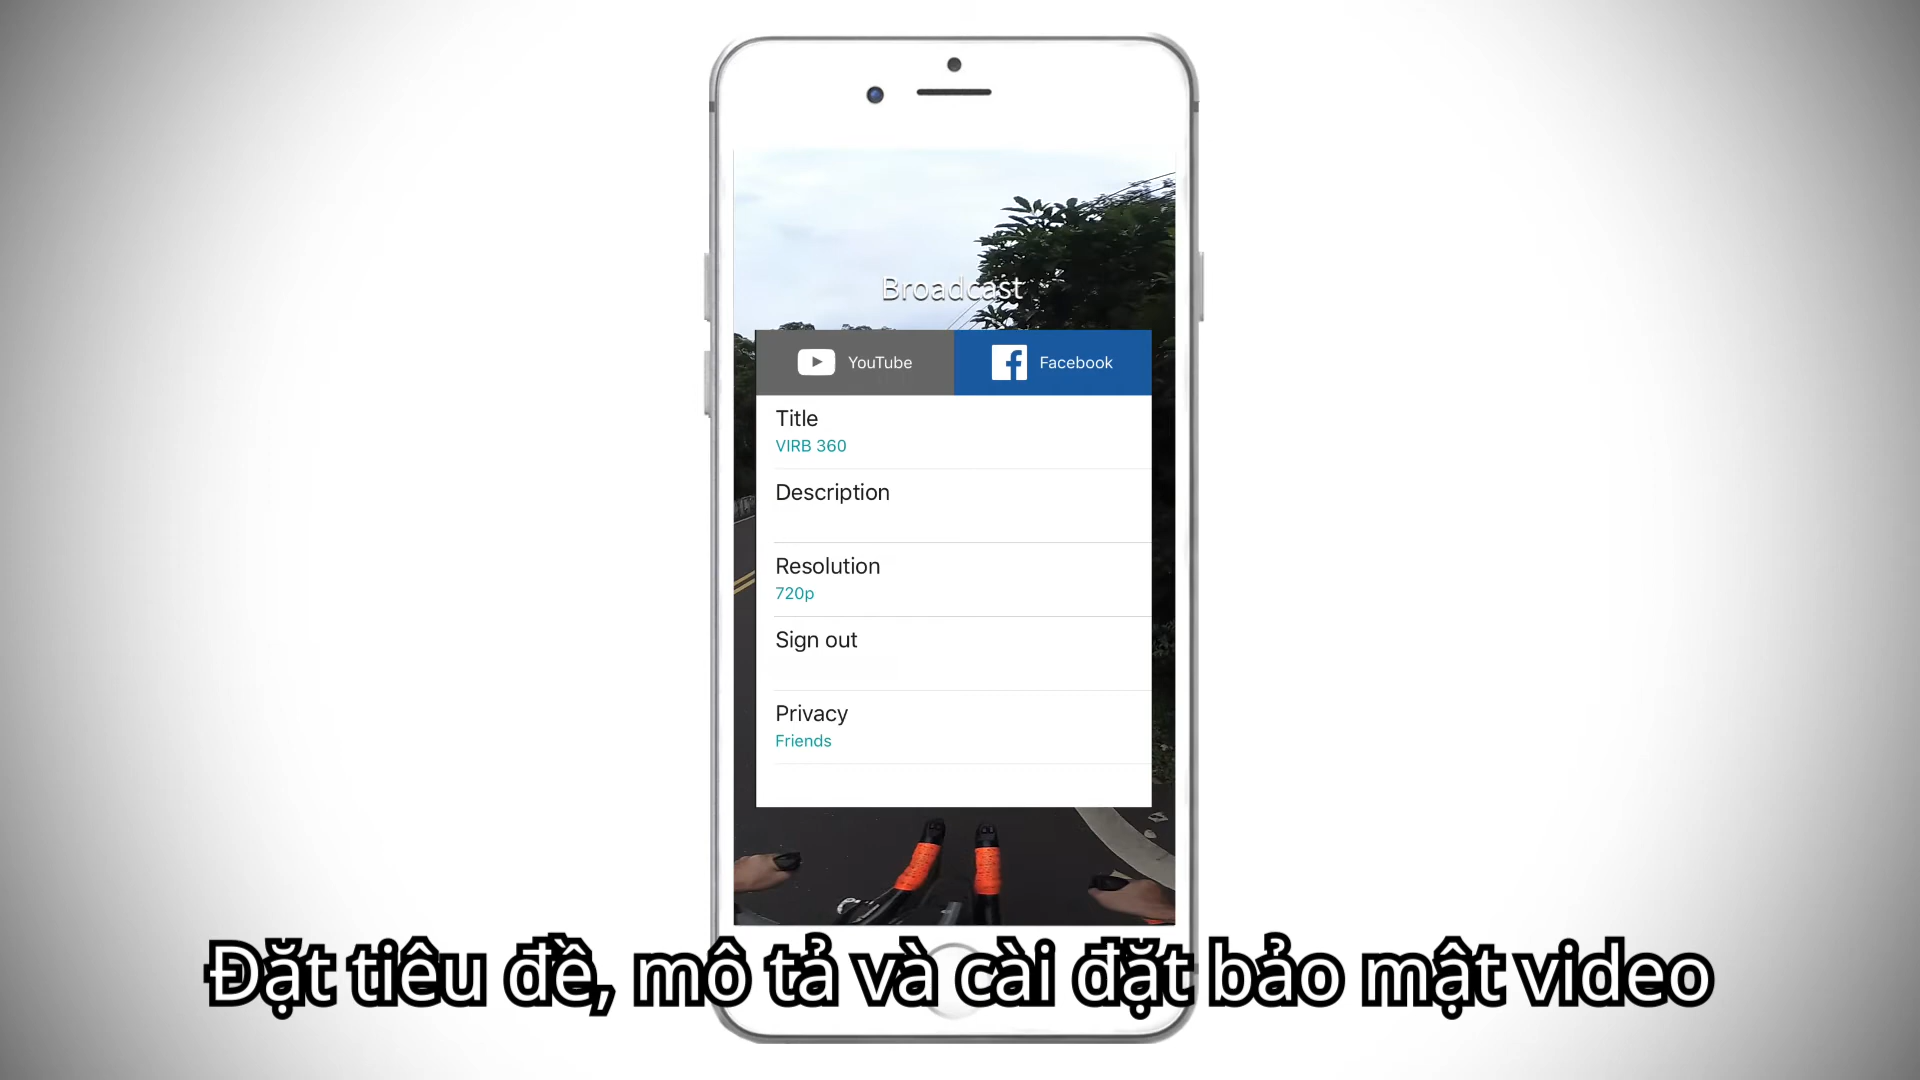 Broadcast
YouTube
Facebook
Title
VIRB 360
Description
Resolution
720p
Sign out
Privacy
Friends
Đặt tiêu đề, mô tả và cài đặt bảo mật video